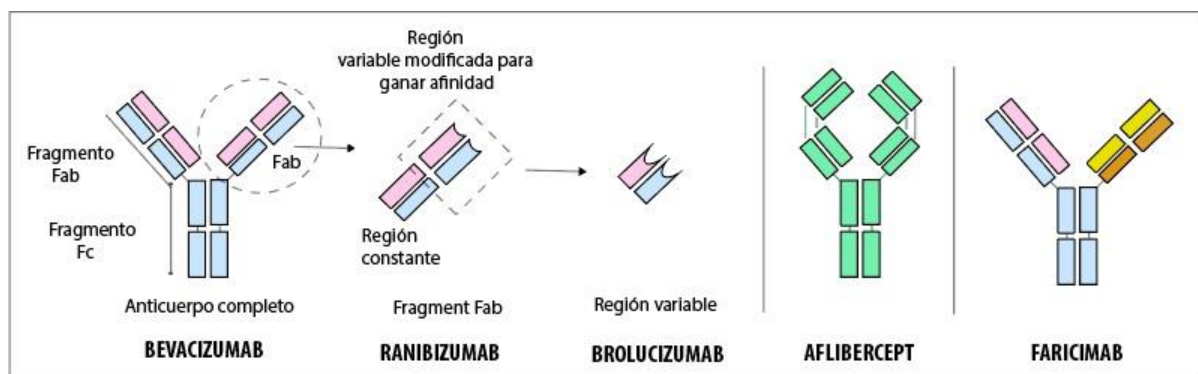 Región
variable modificada para
ganar afinidad
Fragmento
Fab
Fab
Fragmento
Fc
Región
constante
Anticuerpo completo
Fragment Fab
Región variable
BEVACIZUMAB
RANIBIZUMAB
BROLUCIZUMAB
AFLIBERCEPT
FARICIMAB